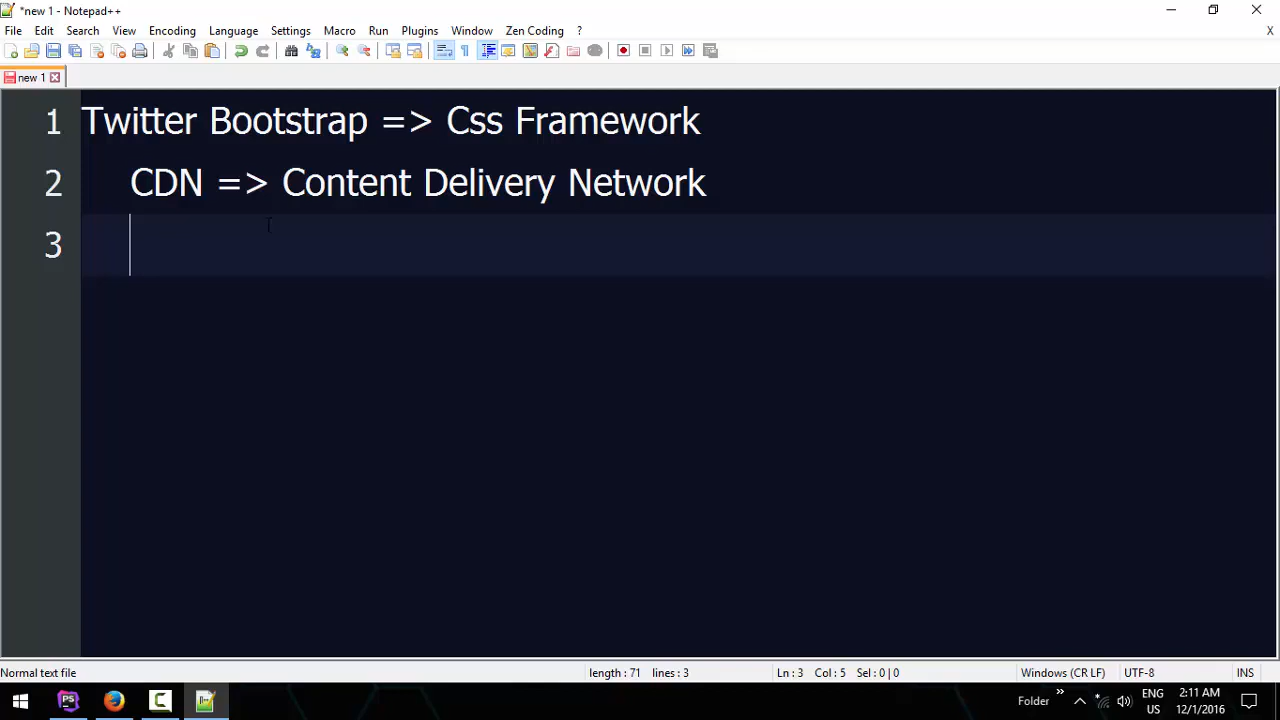 *new 1 - Notepad++
File Edit Search View Encoding Language Settings Macro Run Plugins Window Zen Coding ? X
new 1
1 Twitter Bootstrap => Css Framework
2 CDN => Content Delivery Network
3
Normal text file length : 71 lines : 3 Ln : 3 Col : 5 Sel : 0 | 0 Windows (CR LF) UTF-8 INS
PS Folder ENG 2:11 AM
US 12/1/2016